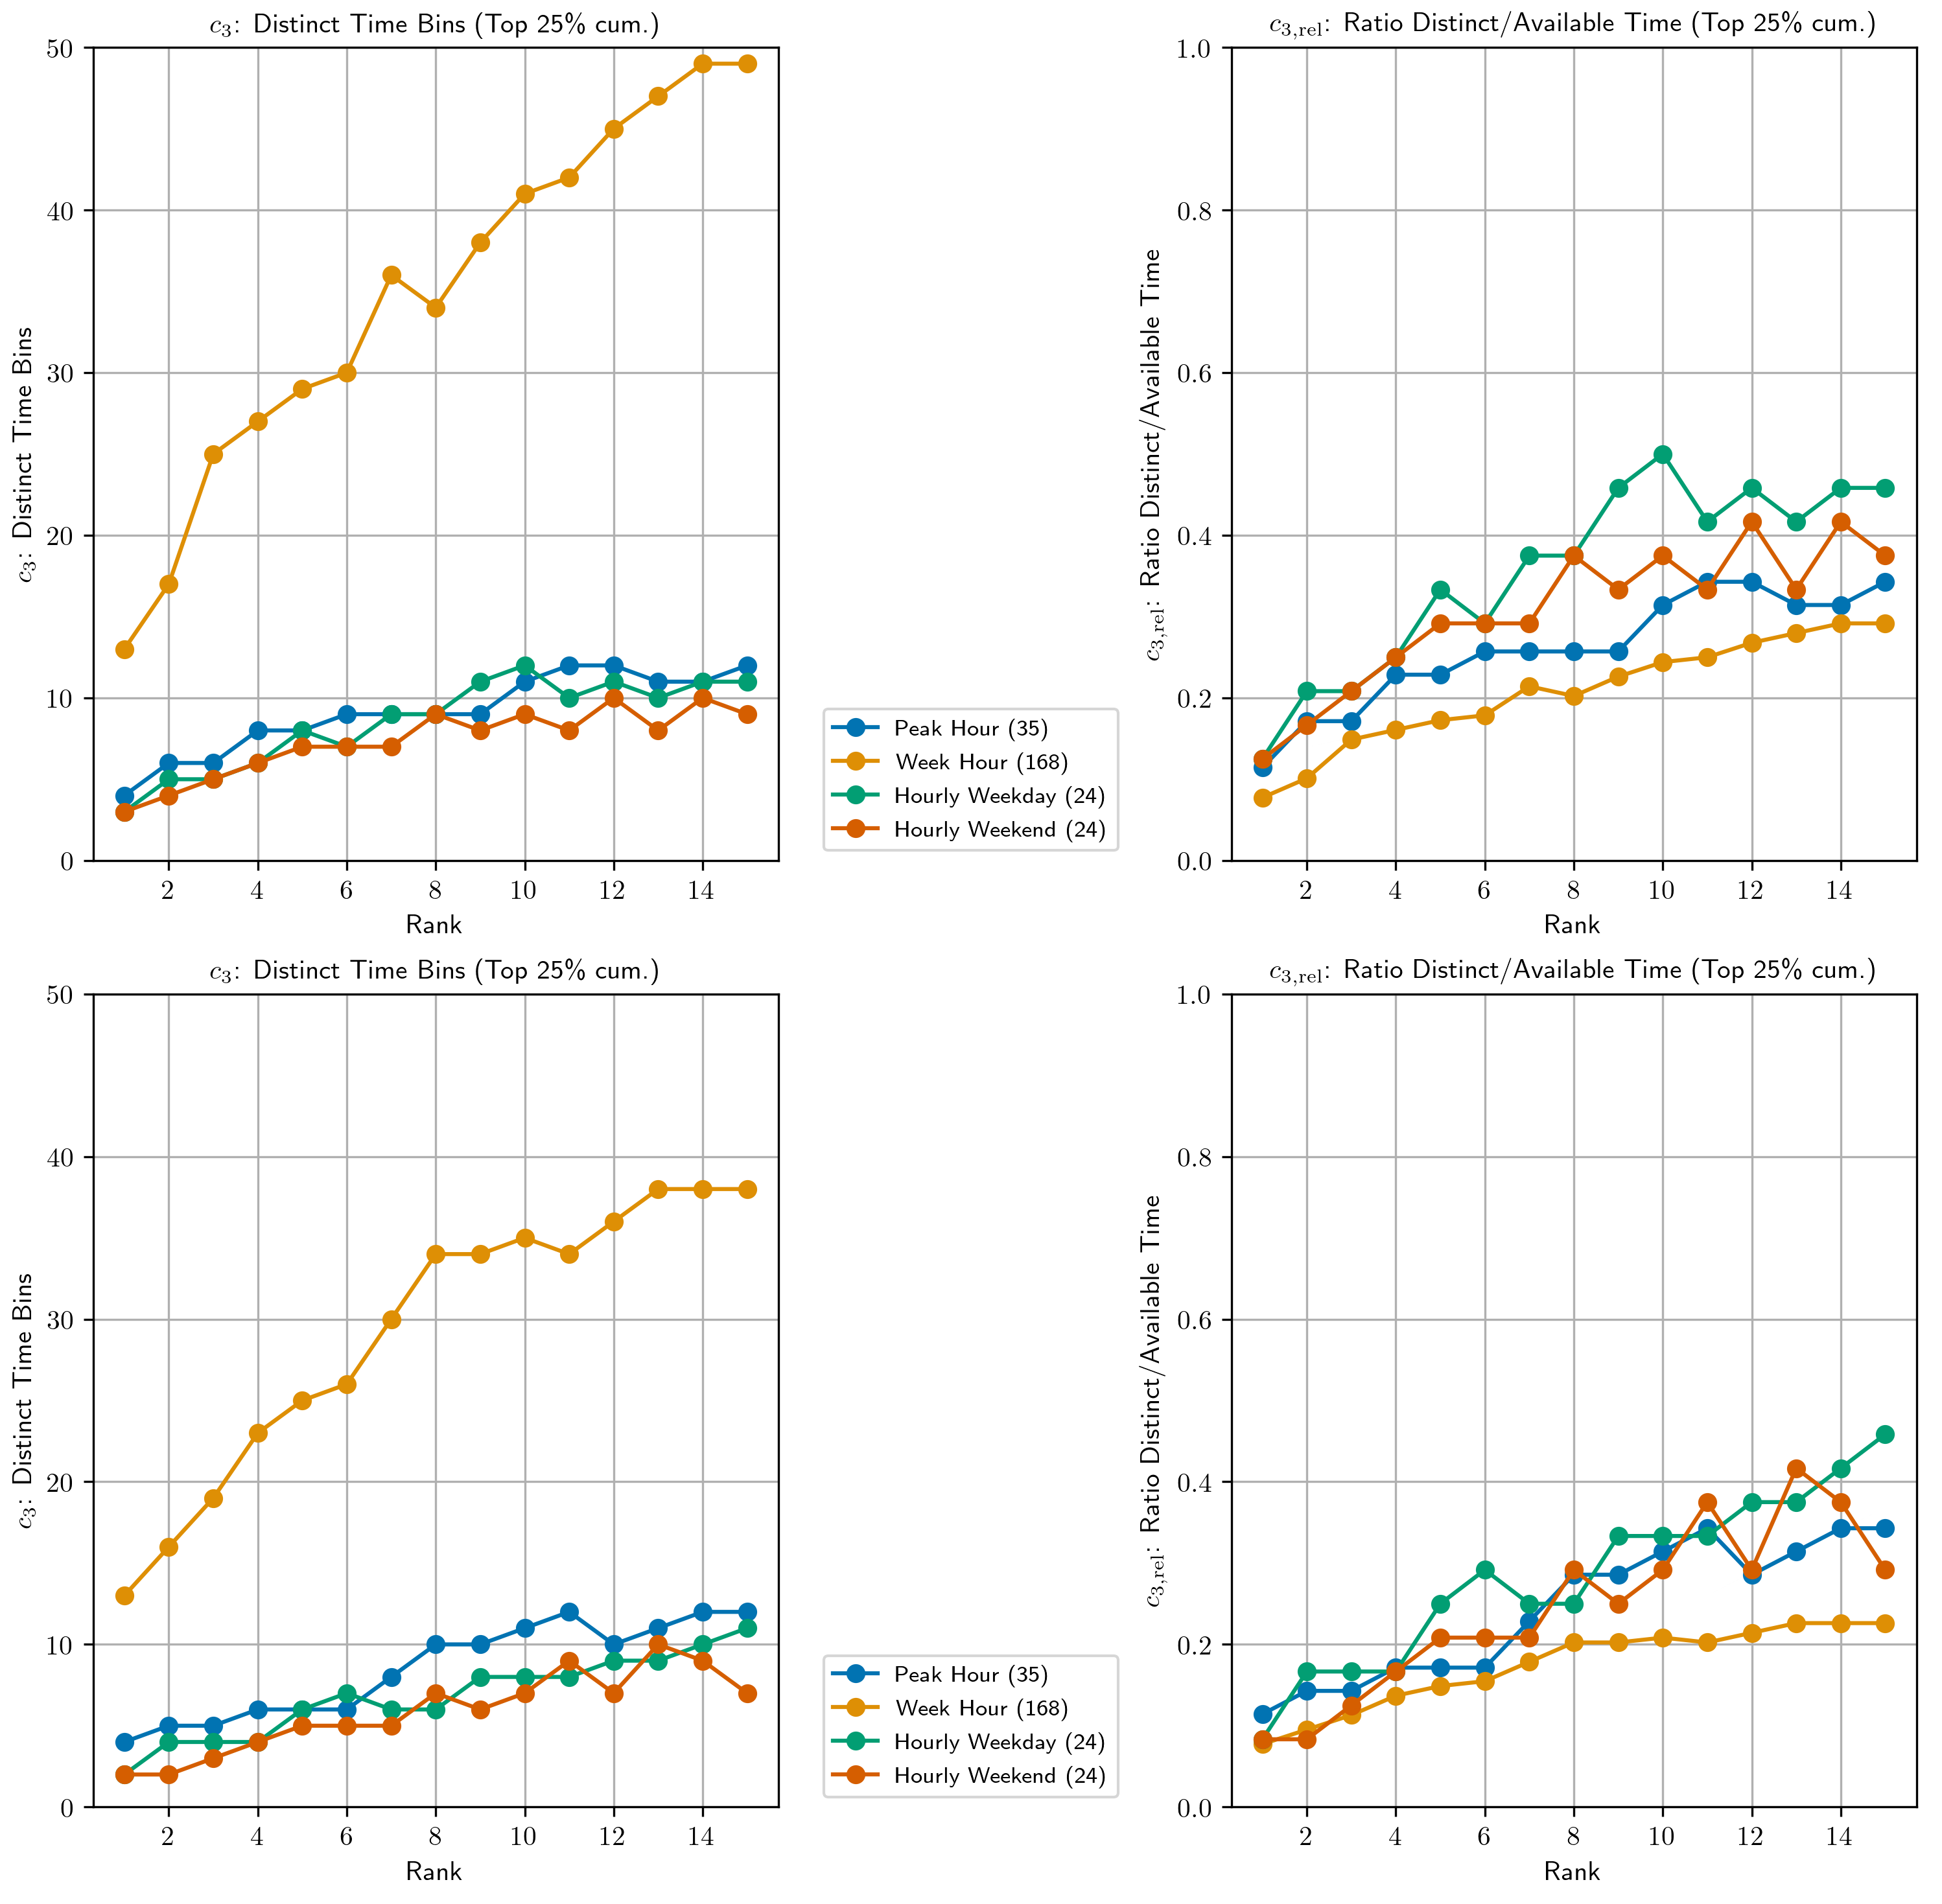 c3: Distinct Time Bins (Top 25% cum.)
c3: Distinct Time Bins
50
40
30
20
10
0
2 4 6 8 10 12 14
Rank
Peak Hour (35)
Week Hour (168)
Hourly Weekday (24)
Hourly Weekend (24)
c3,rel: Ratio Distinct/Available Time (Top 25% cum.)
c3,rel: Ratio Distinct/Available Time
1.0
0.8
0.6
0.4
0.2
0.0
2 4 6 8 10 12 14
Rank
c3: Distinct Time Bins (Top 25% cum.)
c3: Distinct Time Bins
50
40
30
20
10
0
2 4 6 8 10 12 14
Rank
Peak Hour (35)
Week Hour (168)
Hourly Weekday (24)
Hourly Weekend (24)
c3,rel: Ratio Distinct/Available Time (Top 25% cum.)
c3,rel: Ratio Distinct/Available Time
1.0
0.8
0.6
0.4
0.2
0.0
2 4 6 8 10 12 14
Rank